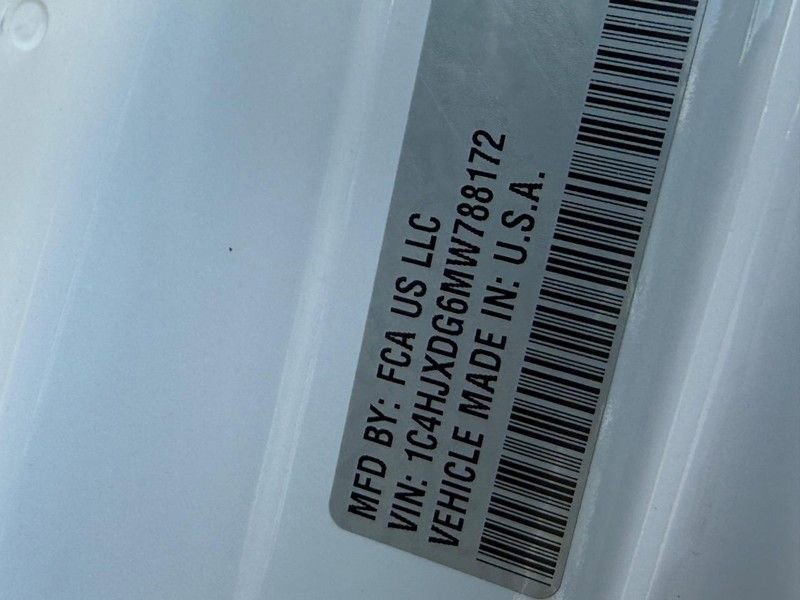 MFD BY: FCA US LLC
VIN: 1C4HJXDG6MW788172
VEHICLE MADE IN: U.S.A.